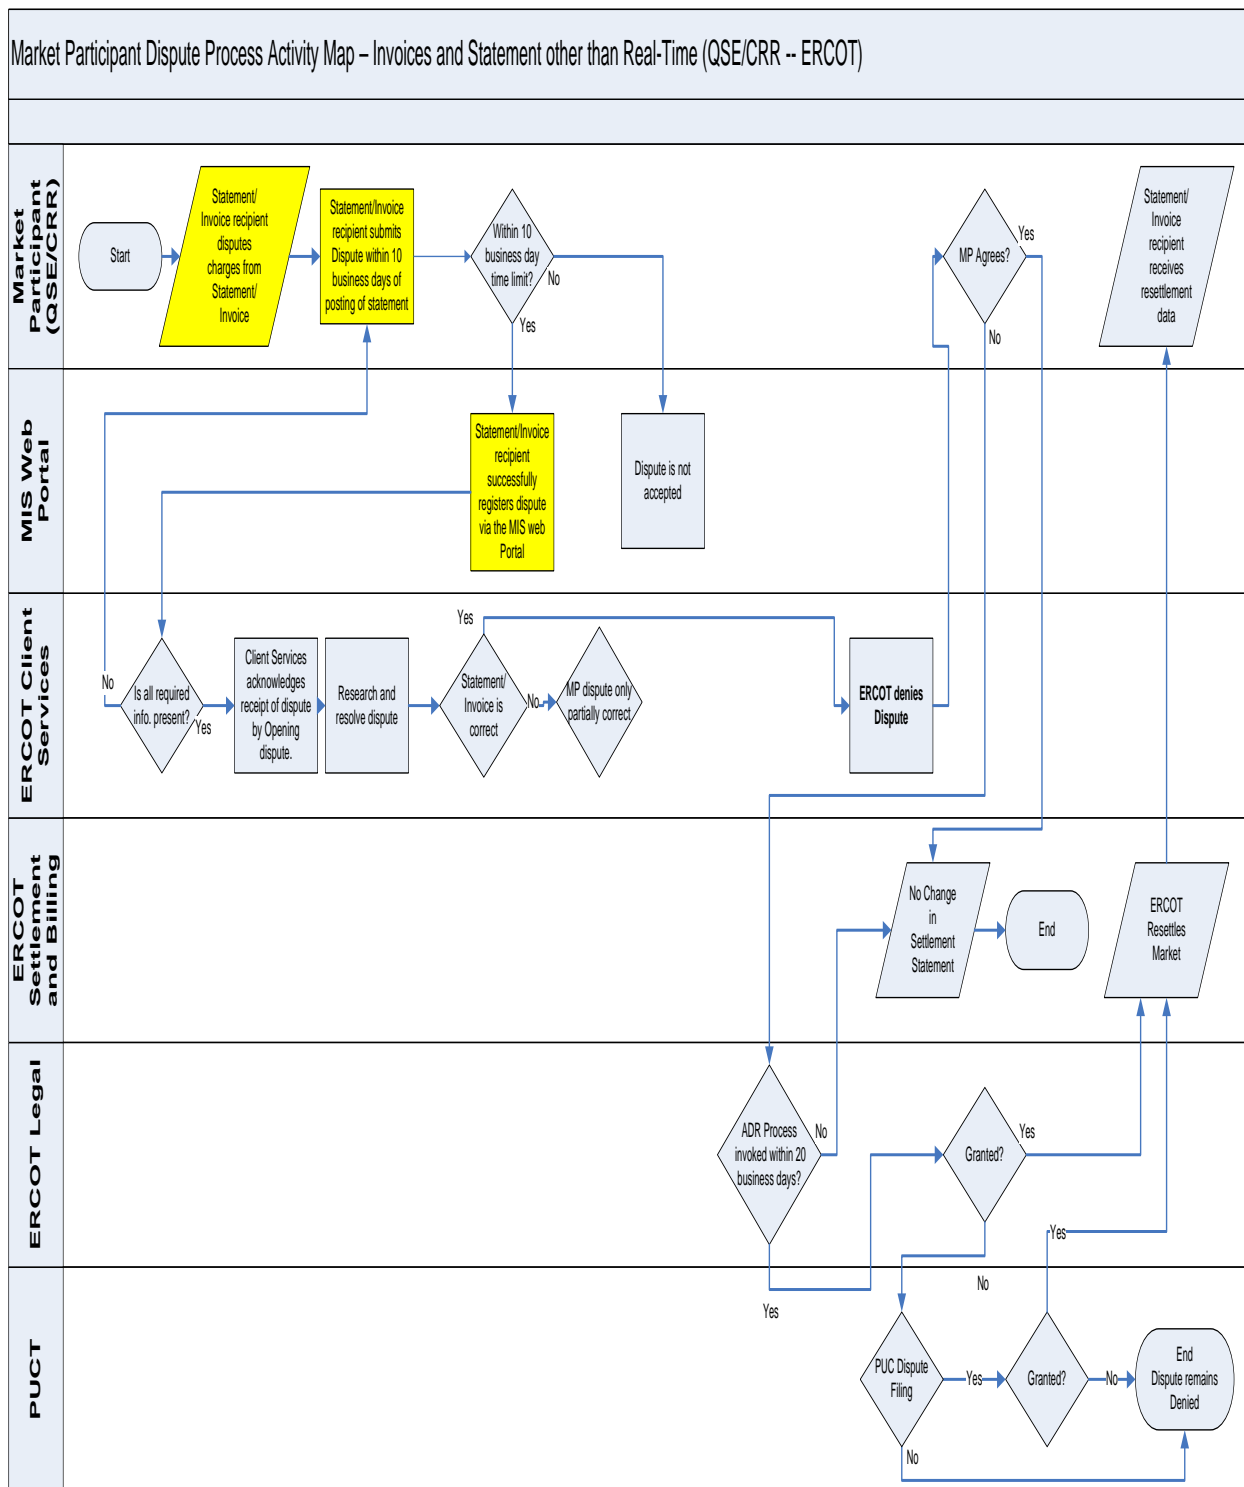 Market Participant Dispute Process Activity Map – Invoices and Statement other than Real-Time (QSE/CRR -- ERCOT)
Market
Participant
(QSE/CRR)
Start
Statement/
Invoice recipient
disputes
charges from
Statement/
Invoice
Statement/Invoice
recipient submits
Dispute within 10
business days of
posting of statement
Within 10
business day
time limit?
No
Yes
MP Agrees?
Yes
No
Statement/
Invoice
recipient
receives
resettlement
data
MIS Web
Portal
Statement/Invoice
recipient
successfully
registers dispute
via the MIS web
Portal
Dispute is not
accepted
ERCOT Client
Services
No
Is all required
info. present?
Yes
Client Services
acknowledges
receipt of dispute
by Opening
dispute.
Research and
resolve dispute
Yes
Statement/
Invoice is
correct
No
MP dispute only
partially correct
ERCOT denies
Dispute
ERCOT
Settlement
and Billing
No Change
in
Settlement
Statement
End
ERCOT
Resettles
Market
ERCOT Legal
ADR Process
invoked within 20
business days?
No
Yes
Granted?
Yes
No
Yes
PUCT
PUC Dispute
Filing
Yes
No
Granted?
No
End
Dispute remains
Denied